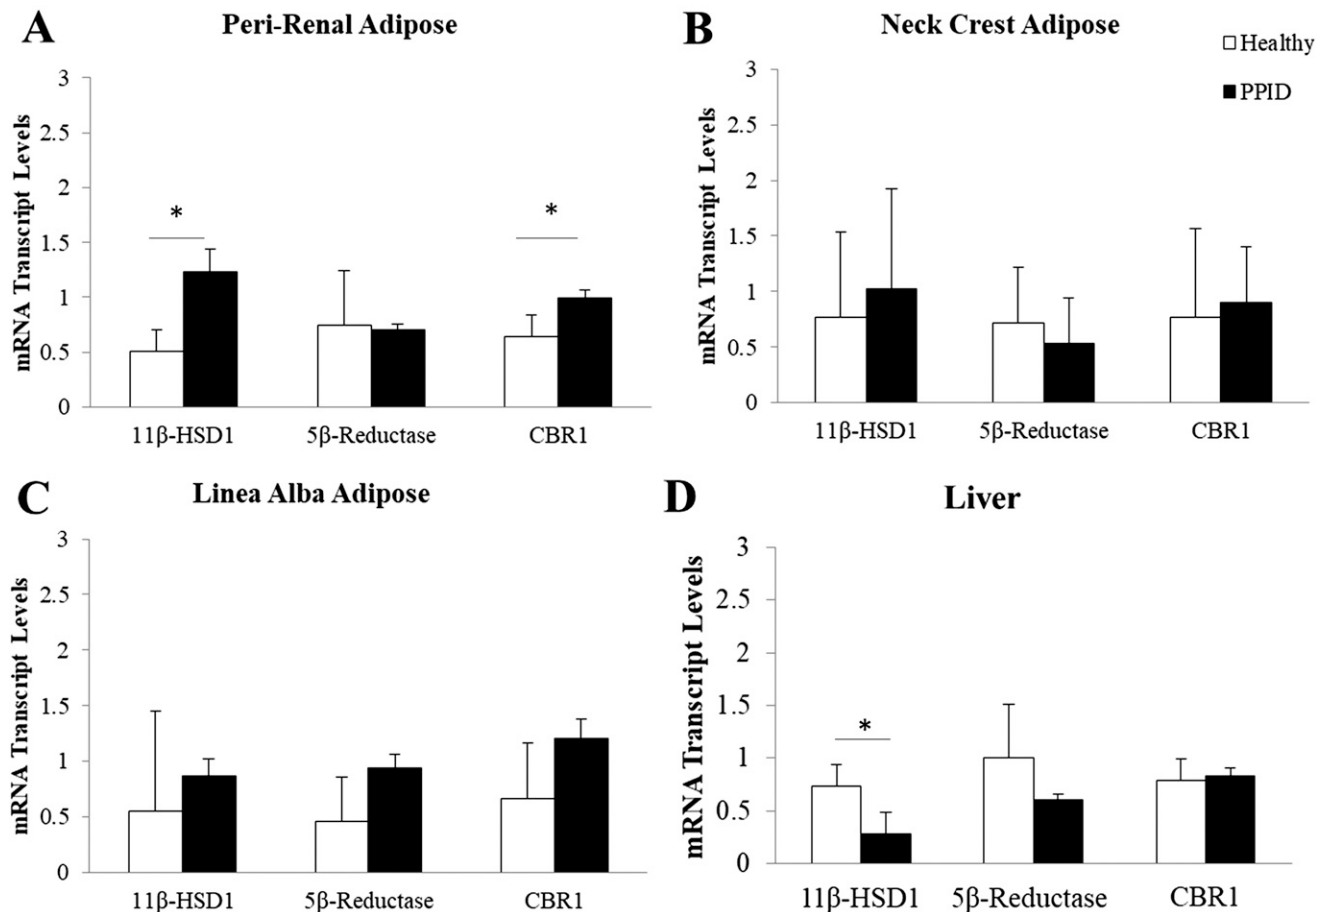 A
Peri-Renal Adipose
mRNA Transcript Levels
3
2.5
2
1.5
1
0.5
0
*
*
11β-HSD1 5β-Reductase CBR1
B
Neck Crest Adipose
Healthy
PPID
mRNA Transcript Levels
3
2.5
2
1.5
1
0.5
0
11β-HSD1 5β-Reductase CBR1
C
Linea Alba Adipose
mRNA Transcript Levels
3
2.5
2
1.5
1
0.5
0
11β-HSD1 5β-Reductase CBR1
D
Liver
mRNA Transcript Levels
3
2.5
2
1.5
1
0.5
0
*
11β-HSD1 5β-Reductase CBR1